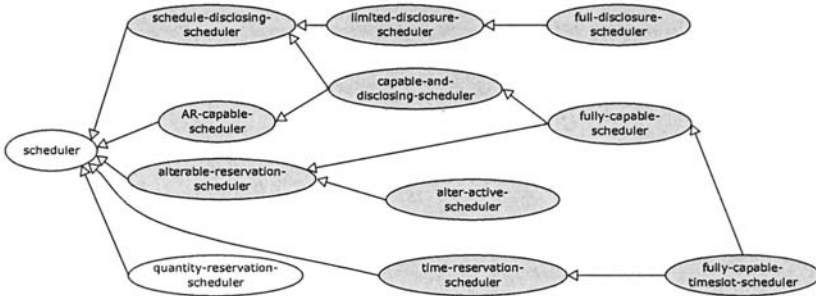 schedule-disclosing-
scheduler
limited-disclosure-
scheduler
full-disclosure-
scheduler
capable-and-
disclosing-scheduler
AR-capable-
scheduler
fully-capable-
scheduler
scheduler
alterable-reservation-
scheduler
alter-active-
scheduler
quantity-reservation-
scheduler
time-reservation-
scheduler
fully-capable-
timeslot-scheduler